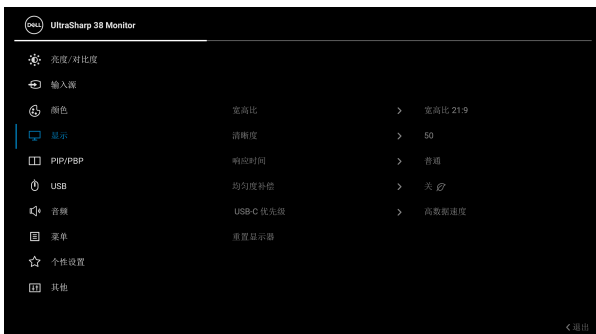 DELL UltraSharp 38 Monitor
亮度/对比度
输入源
颜色 宽高比 宽高比 21:9
显示 清晰度 50
PIP/PBP 响应时间 普通
USB 均匀度补偿 关
音频 USB-C 优先级 高数据速度
菜单 重置显示器
个性设置
其他
退出